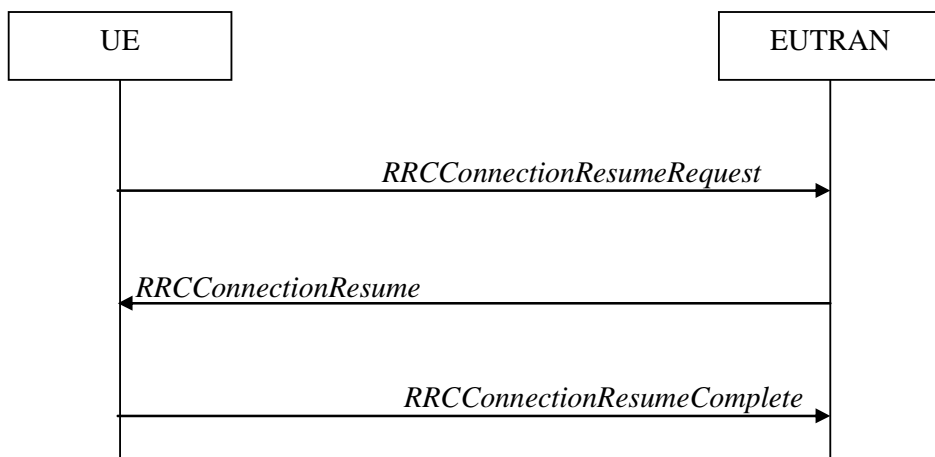 UE
EUTRAN
RRCConnectionResumeRequest
RRCConnectionResume
RRCConnectionResumeComplete